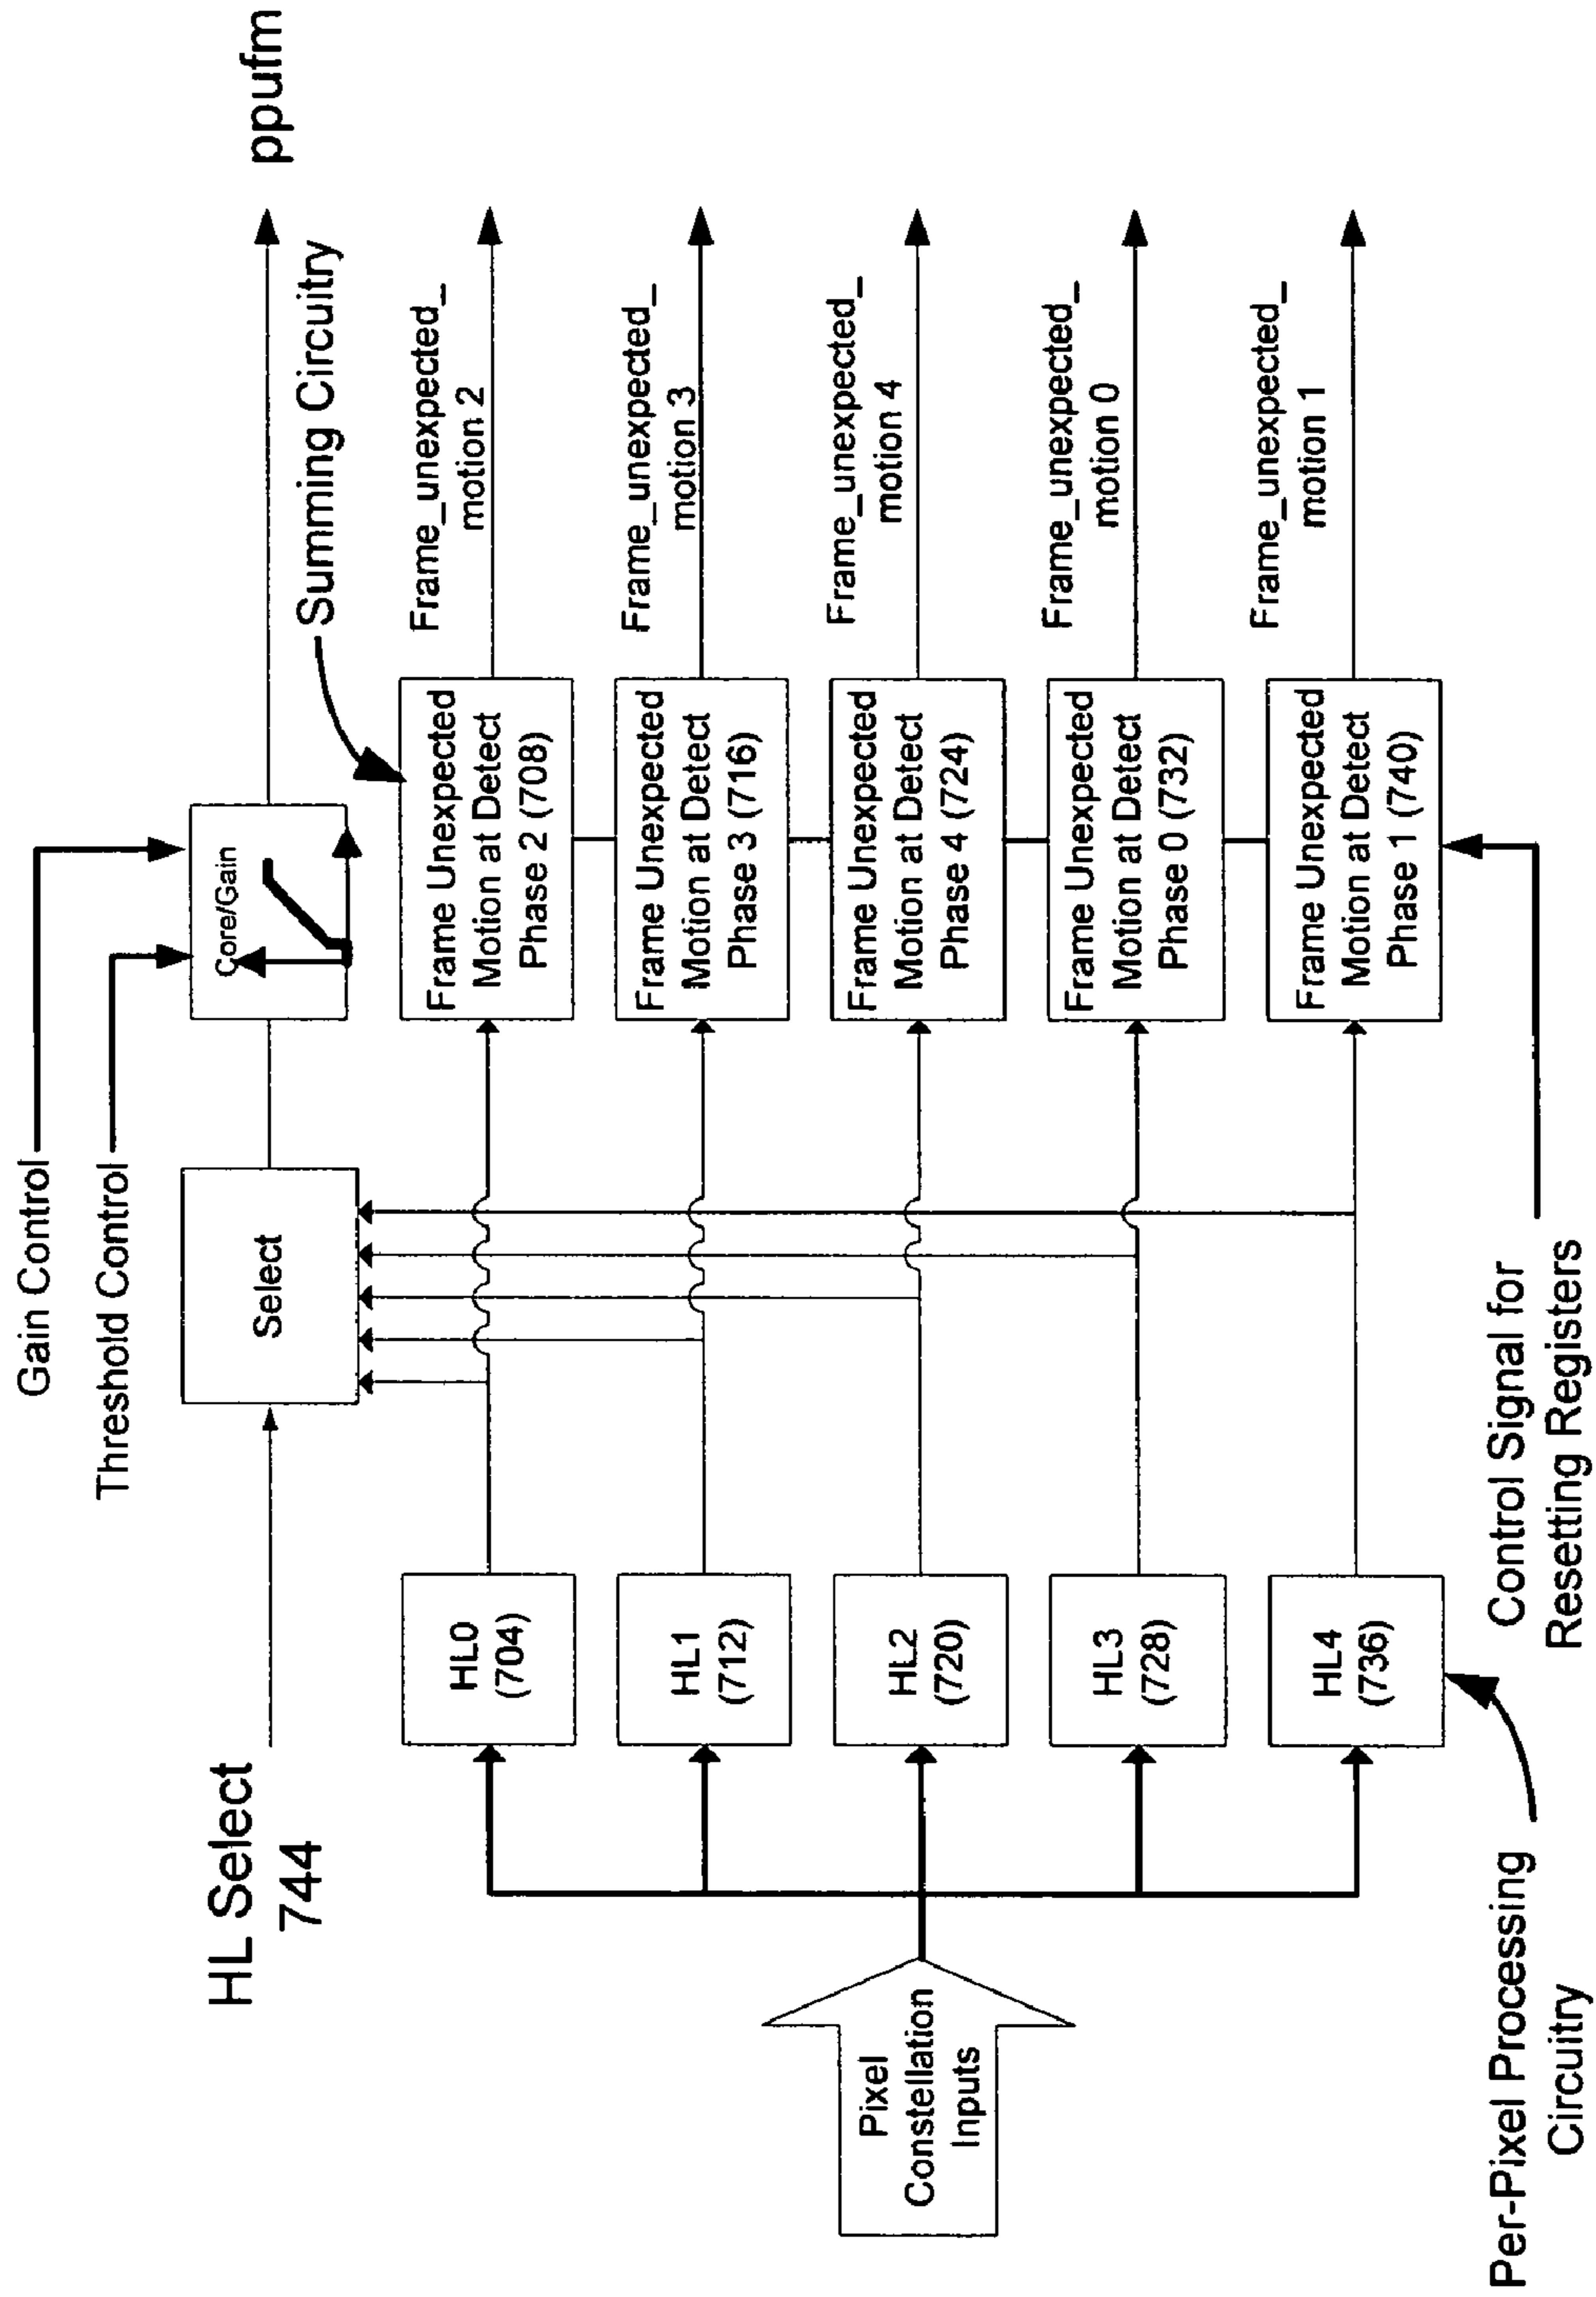 Gain Control
Threshold Control
HL Select
744
Select
Core/Gain
ppufm
Summing Circuitry
HL0
(704)
Frame Unexpected
Motion at Detect
Phase 2 (708)
Frame_unexpected_
motion 2
HL1
(712)
Frame Unexpected
Motion at Detect
Phase 3 (716)
Frame_unexpected_
motion 3
Pixel
Constellation
Inputs
HL2
(720)
Frame Unexpected
Motion at Detect
Phase 4 (724)
Frame_unexpected_
motion 4
HL3
(728)
Frame Unexpected
Motion at Detect
Phase 0 (732)
Frame_unexpected_
motion 0
HL4
(736)
Frame Unexpected
Motion at Detect
Phase 1 (740)
Frame_unexpected_
motion 1
Per-Pixel Processing
Circuitry
Control Signal for
Resetting Registers